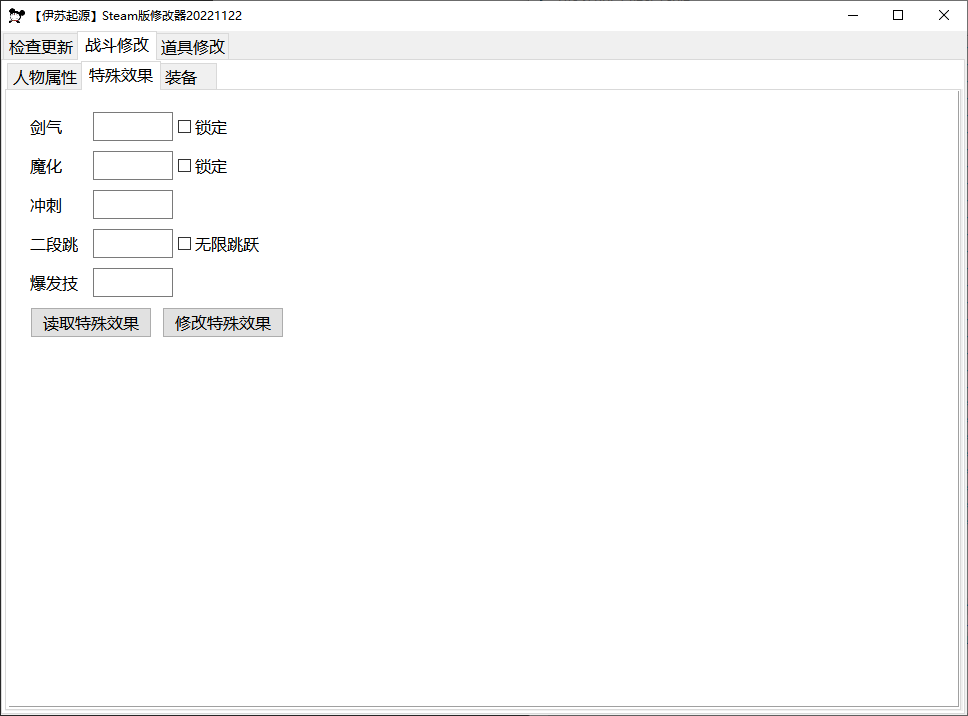 【伊苏起源】Steam版修改器20221122
检查更新 战斗修改 道具修改
人物属性 特殊效果 装备
剑气 锁定
魔化 锁定
冲刺
二段跳 无限跳跃
爆发技
读取特殊效果 修改特殊效果